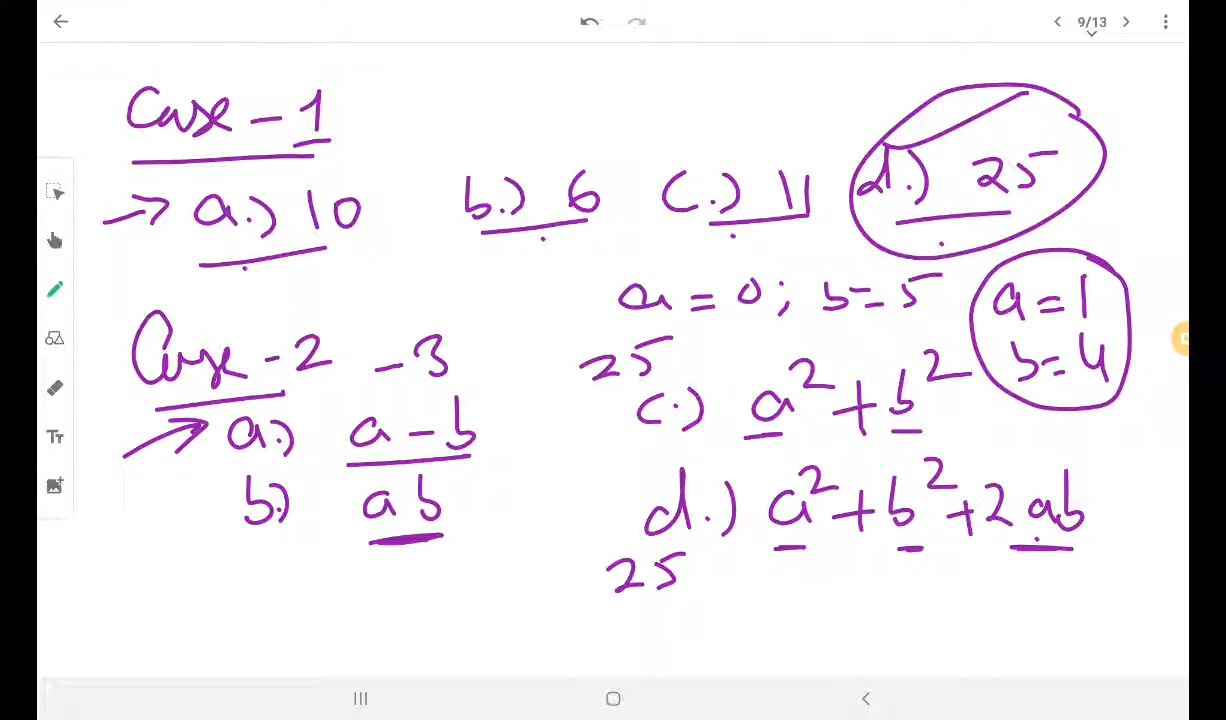 9/13
Case - 1
→ a.) 10 b.) 6 c.) 11 d.) 25
a = 0; b = 5
a = 1
b = 4
Case - 2 - 3
25
→ a.) a - b
c.) a² + b²
b.) ab
d.) a² + b² + 2ab
25
Tт